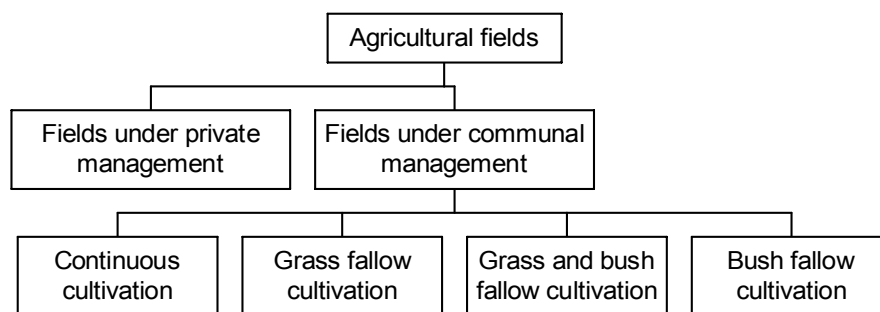 Agricultural fields
Fields under private
management
Fields under communal
management
Continuous
cultivation
Grass fallow
cultivation
Grass and bush
fallow cultivation
Bush fallow
cultivation